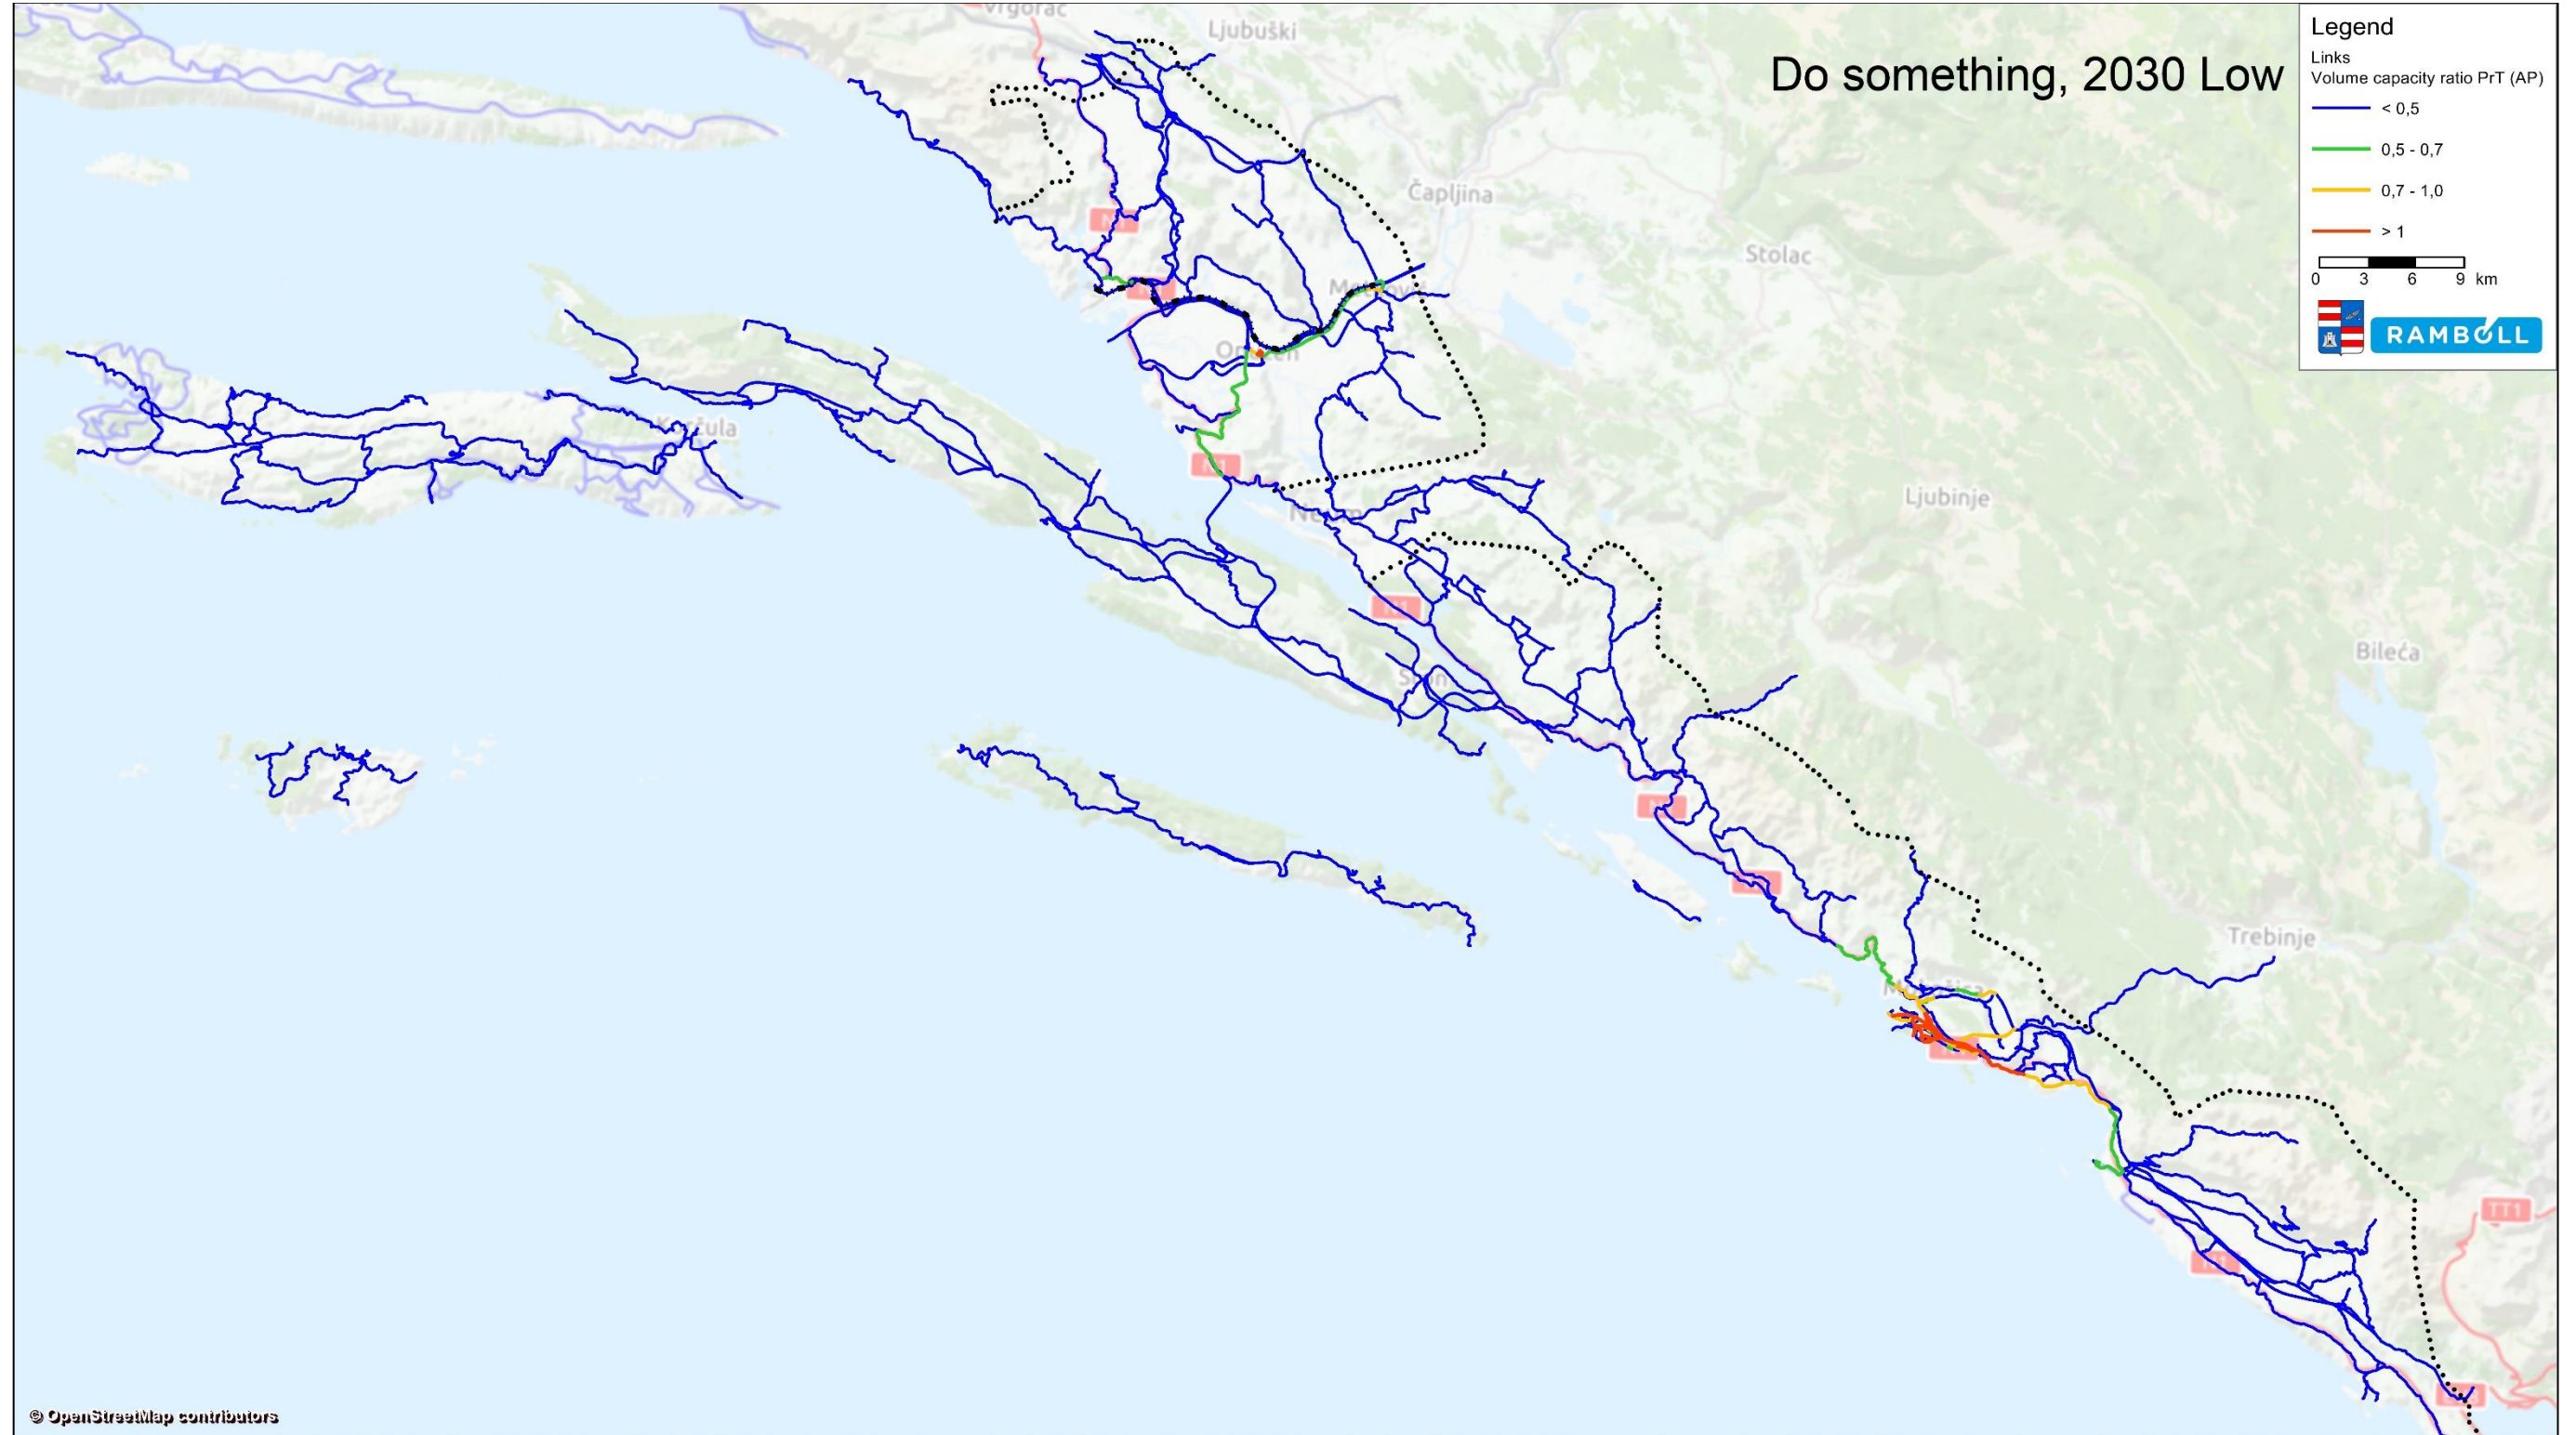 Vrgorac
Ljubuški
Do something, 2030 Low
Legend
Links
Volume capacity ratio PrT (AP)
< 0,5
0,5 - 0,7
0,7 - 1,0
> 1
0 3 6 9 km
RAMBOLL
Čapljina
Stolac
Ljubinje
Bileća
Trebinje
TT1
© OpenStreetMap contributors